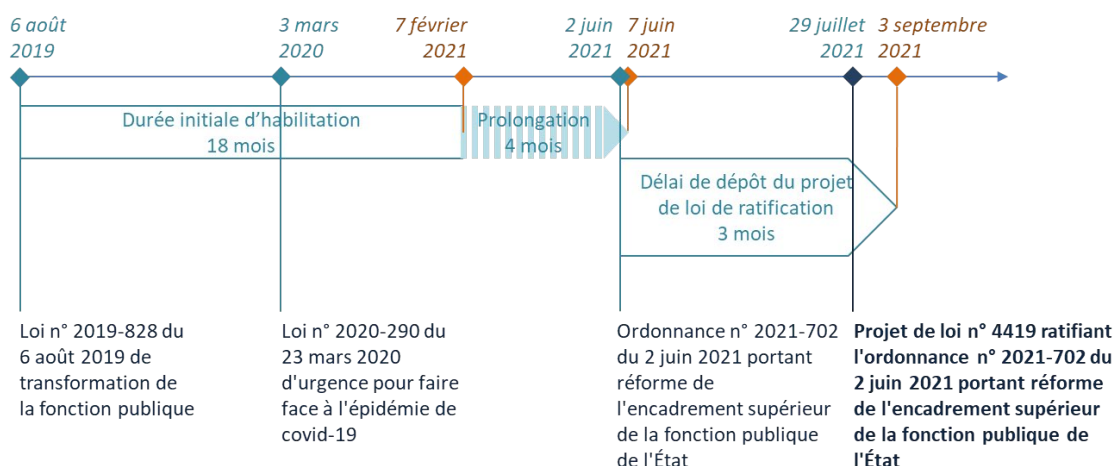 6 août
2019
3 mars
2020
7 février
2021
2 juin
2021
7 juin
2021
29 juillet
2021
3 septembre
2021
Durée initiale d'habilitation
18 mois
Prolongation
4 mois
Délai de dépôt du projet
de loi de ratification
3 mois
Loi n° 2019-828 du
6 août 2019 de
transformation de
la fonction publique
Loi n° 2020-290 du
23 mars 2020
d'urgence pour faire
face à l'épidémie de
covid-19
Ordonnance n° 2021-702
du 2 juin 2021 portant
réforme de
l'encadrement supérieur
de la fonction publique
de l'État
Projet de loi n° 4419 ratifiant
l'ordonnance n° 2021-702 du
2 juin 2021 portant réforme
de l'encadrement supérieur
de la fonction publique de
l'État